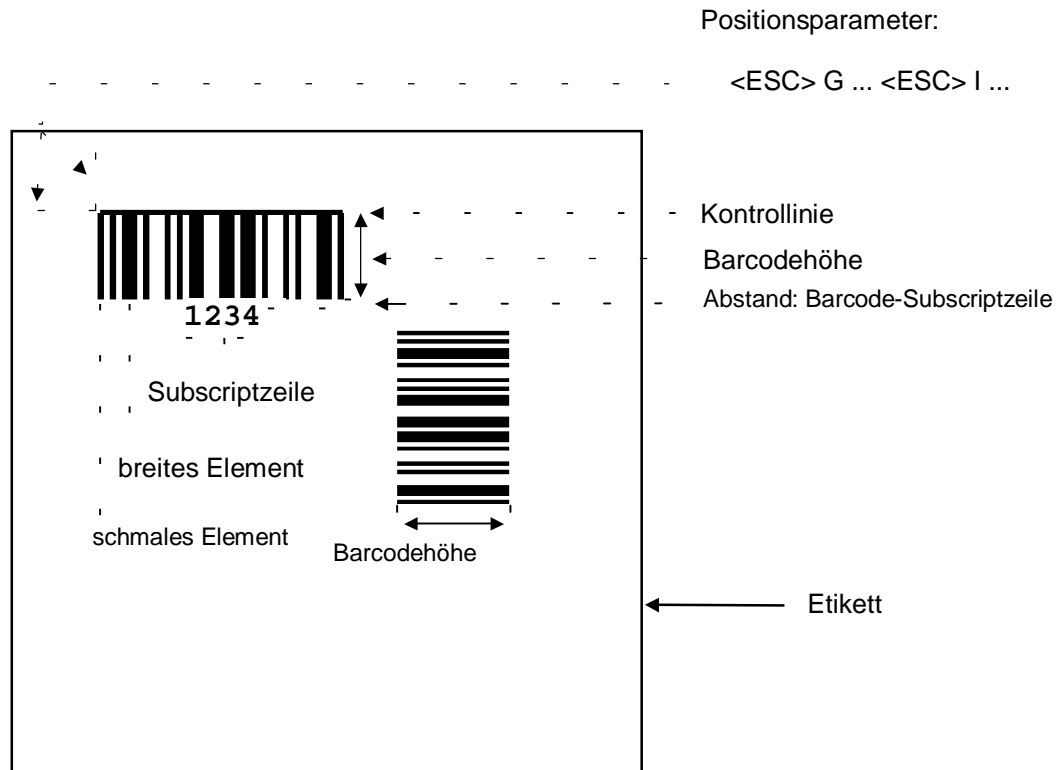 Positionsparameter:
<ESC> G ... <ESC> I ...
Kontrollinie
Barcodehöhe
Abstand: Barcode-Subscriptzeile
1234
Subscriptzeile
breites Element
schmales Element
Barcodehöhe
Etikett